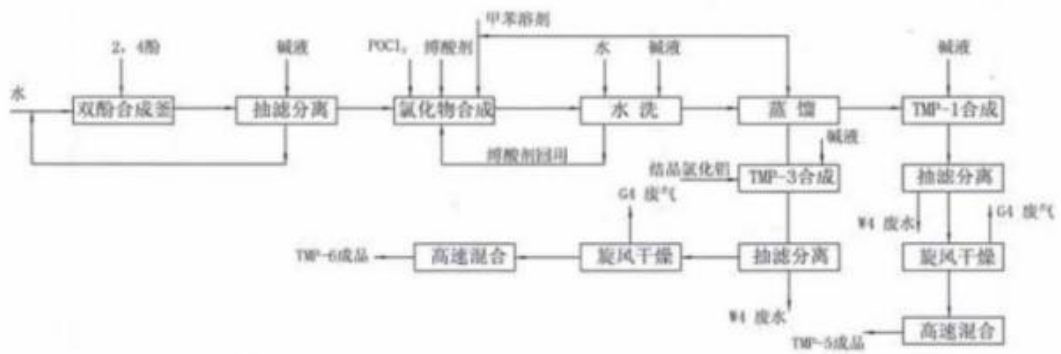 甲苯溶剂
2，4酚
碱液
POCl₃
缚酸剂
水
碱液
碱液
水
双酚合成釜
抽滤分离
氯化物合成
水洗
蒸馏
TMP-1合成
缚酸剂回用
碱液
结晶氯化铝
TMP-3合成
抽滤分离
G4 废气
W4 废水
G4 废气
TMP-6成品
高速混合
旋风干燥
抽滤分离
旋风干燥
W4 废水
TMP-5成品
高速混合